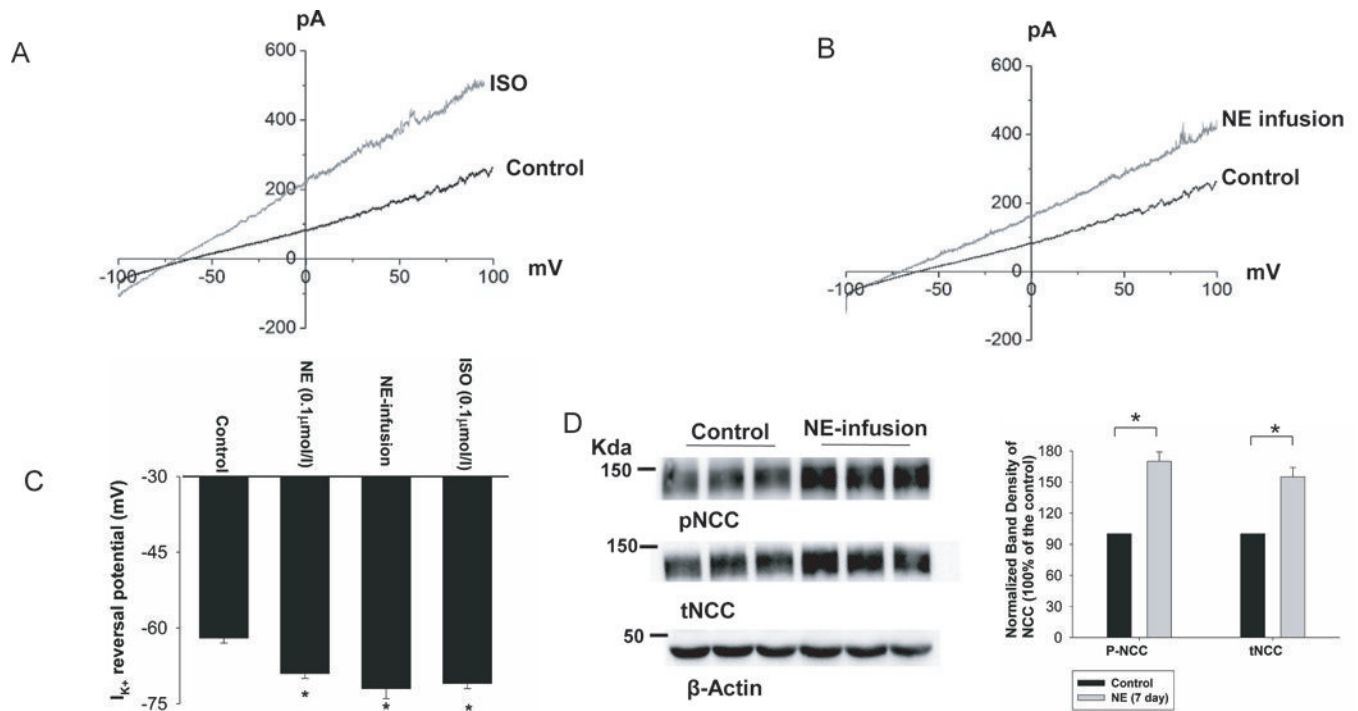 A
pA
600
400
200
0
-200
-100
-50
0
50
100
mV
ISO
Control
B
pA
600
400
200
0
-200
-100
-50
0
50
100
mV
NE infusion
Control
C
I K+ reversal potential (mV)
-30
-45
-60
-75
Control
NE (0.1µmol/l)
NE-infusion
ISO (0.1µmol/l)
*
*
*
D
Kda
Control
NE-infusion
150
pNCC
150
tNCC
50
β-Actin
Normalized Band Density of
NCC (100% of the control)
180
150
120
90
60
30
0
*
*
P-NCC
tNCC
Control
NE (7 day)